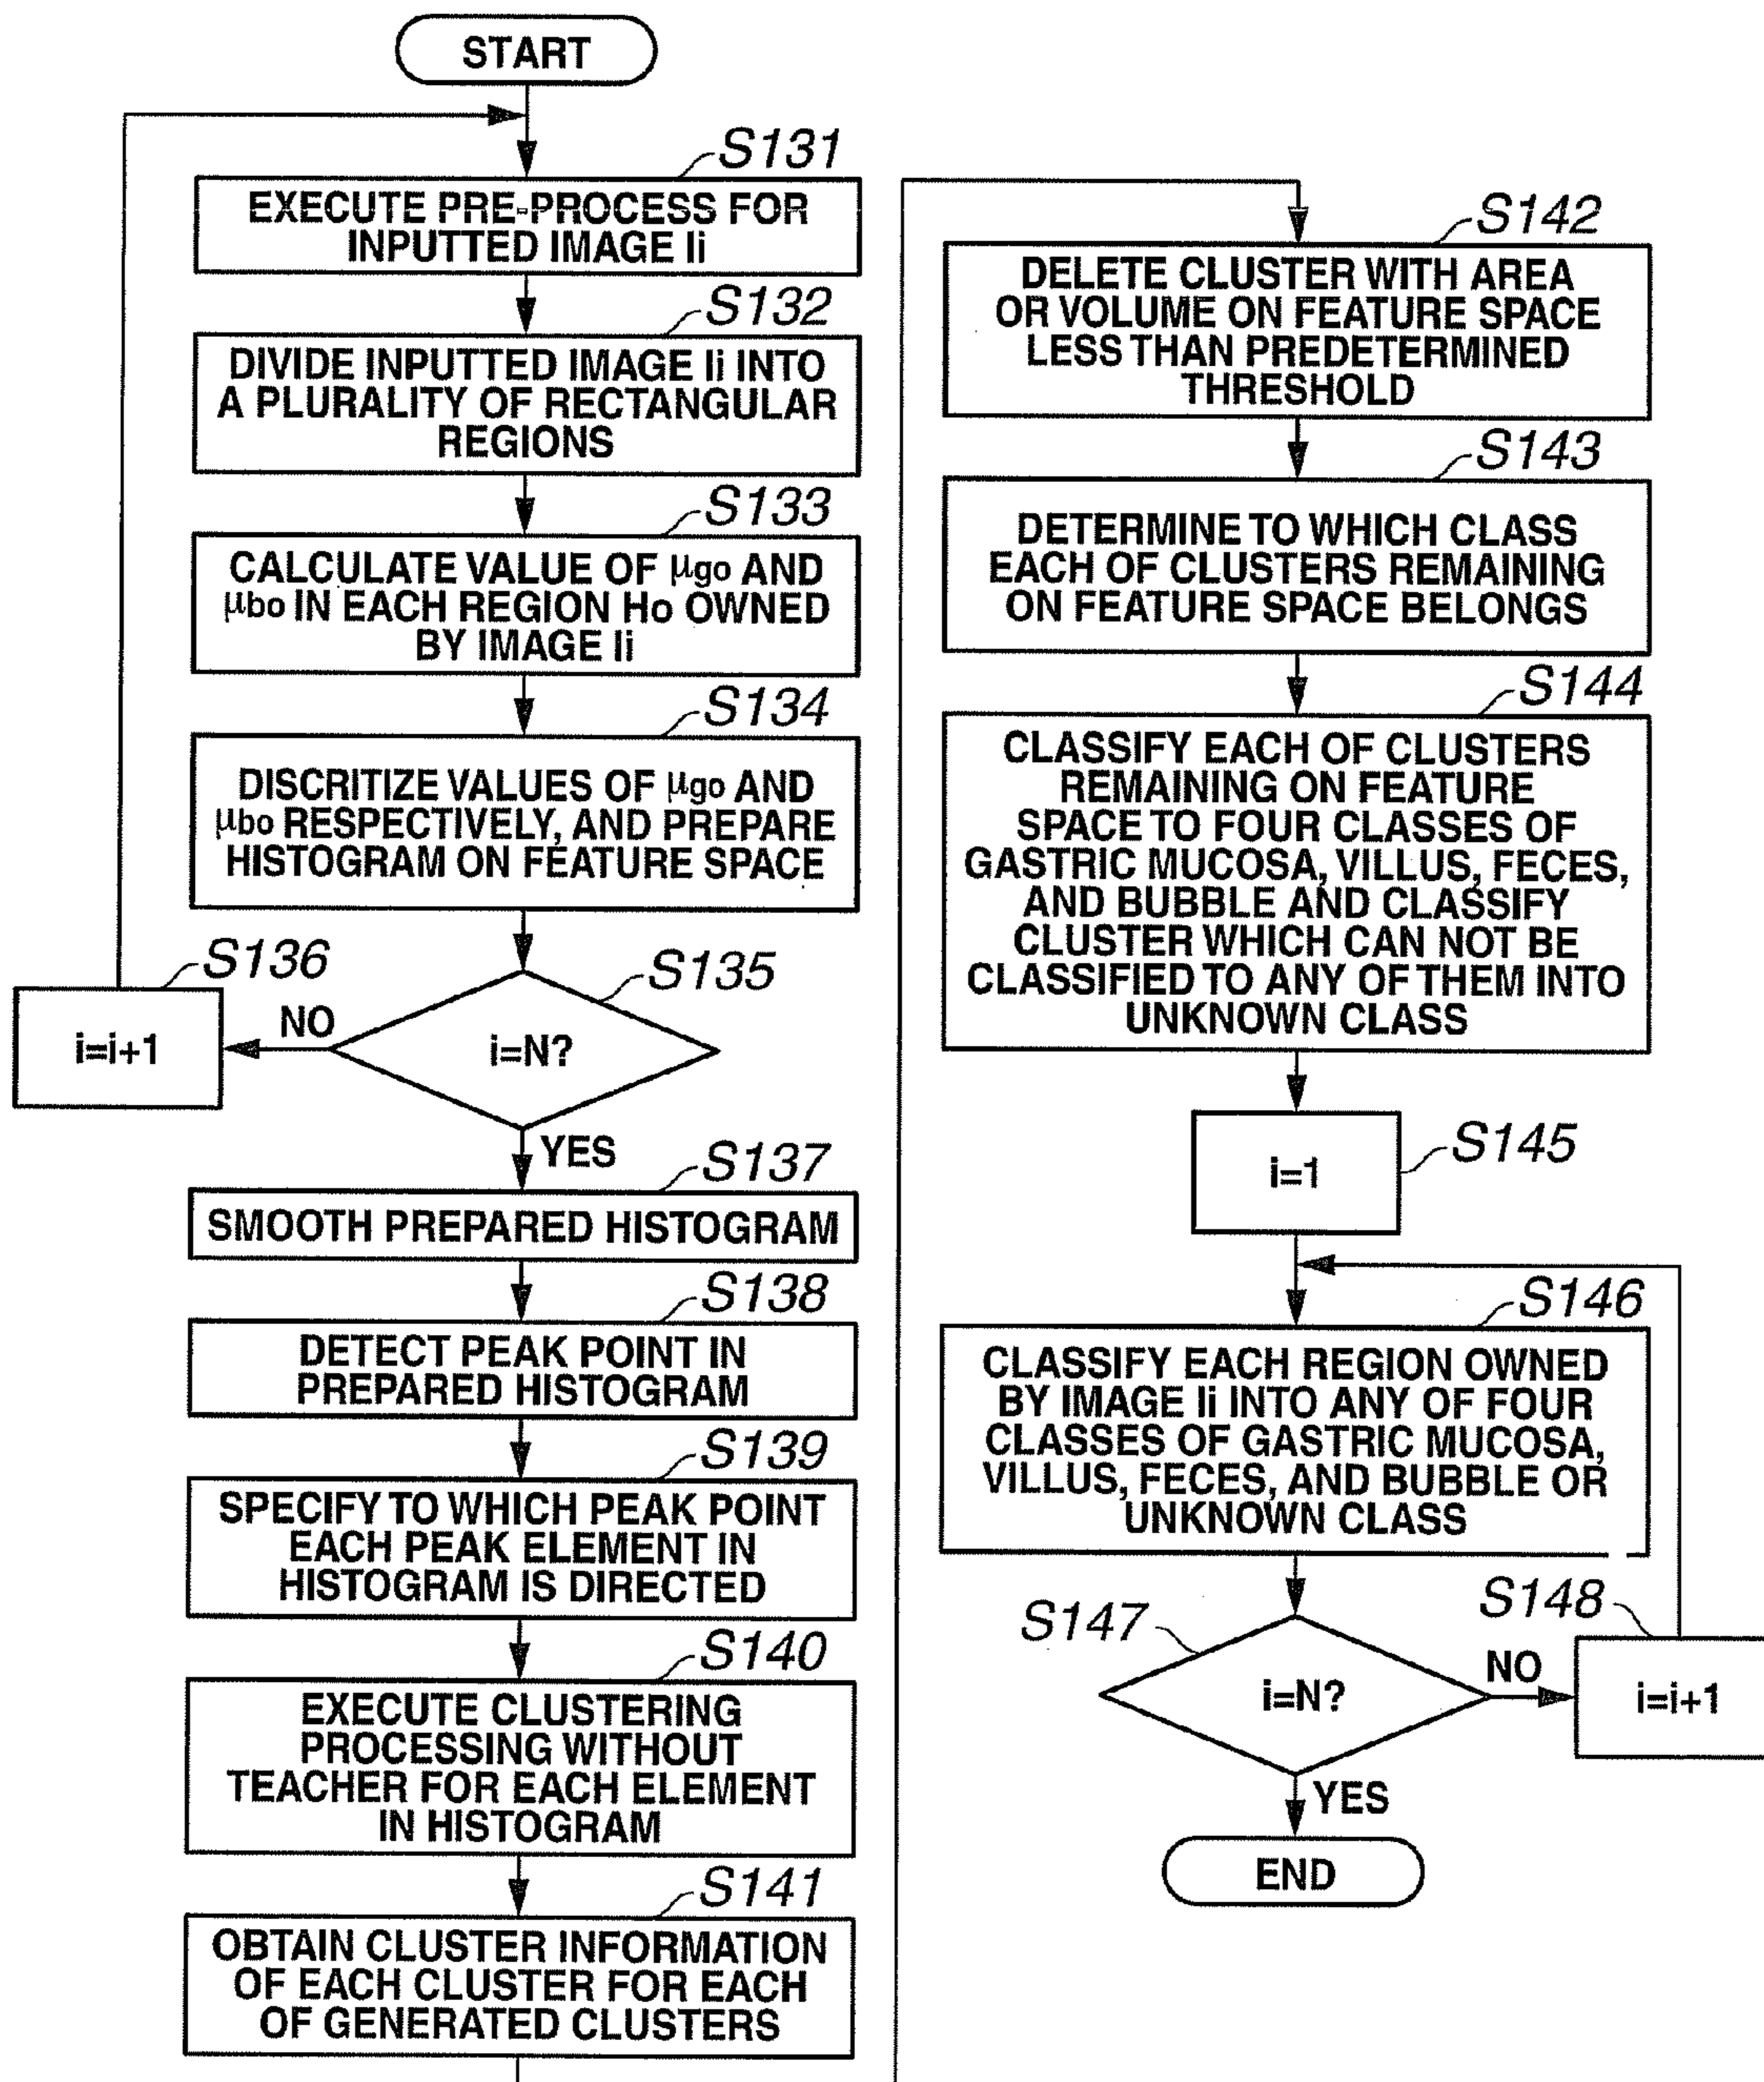 START
S131
EXECUTE PRE-PROCESS FOR
INPUTTED IMAGE Ii
S132
DIVIDE INPUTTED IMAGE Ii INTO
A PLURALITY OF RECTANGULAR
REGIONS
S133
CALCULATE VALUE OF μgo AND
μbo IN EACH REGION Ho OWNED
BY IMAGE Ii
S134
DISCRITIZE VALUES OF μgo AND
μbo RESPECTIVELY, AND PREPARE
HISTOGRAM ON FEATURE SPACE
S135
i=N?
NO
S136
i=i+1
YES
S137
SMOOTH PREPARED HISTOGRAM
S138
DETECT PEAK POINT IN
PREPARED HISTOGRAM
S139
SPECIFY TO WHICH PEAK POINT
EACH PEAK ELEMENT IN
HISTOGRAM IS DIRECTED
S140
EXECUTE CLUSTERING
PROCESSING WITHOUT
TEACHER FOR EACH ELEMENT
IN HISTOGRAM
S141
OBTAIN CLUSTER INFORMATION
OF EACH CLUSTER FOR EACH
OF GENERATED CLUSTERS
S142
DELETE CLUSTER WITH AREA
OR VOLUME ON FEATURE SPACE
LESS THAN PREDETERMINED
THRESHOLD
S143
DETERMINE TO WHICH CLASS
EACH OF CLUSTERS REMAINING
ON FEATURE SPACE BELONGS
S144
CLASSIFY EACH OF CLUSTERS
REMAINING ON FEATURE
SPACE TO FOUR CLASSES OF
GASTRIC MUCOSA, VILLUS, FECES,
AND BUBBLE AND CLASSIFY
CLUSTER WHICH CAN NOT BE
CLASSIFIED TO ANY OF THEM INTO
UNKNOWN CLASS
S145
i=1
S146
CLASSIFY EACH REGION OWNED
BY IMAGE Ii INTO ANY OF FOUR
CLASSES OF GASTRIC MUCOSA,
VILLUS, FECES, AND BUBBLE OR
UNKNOWN CLASS
S147
i=N?
NO
S148
i=i+1
YES
END